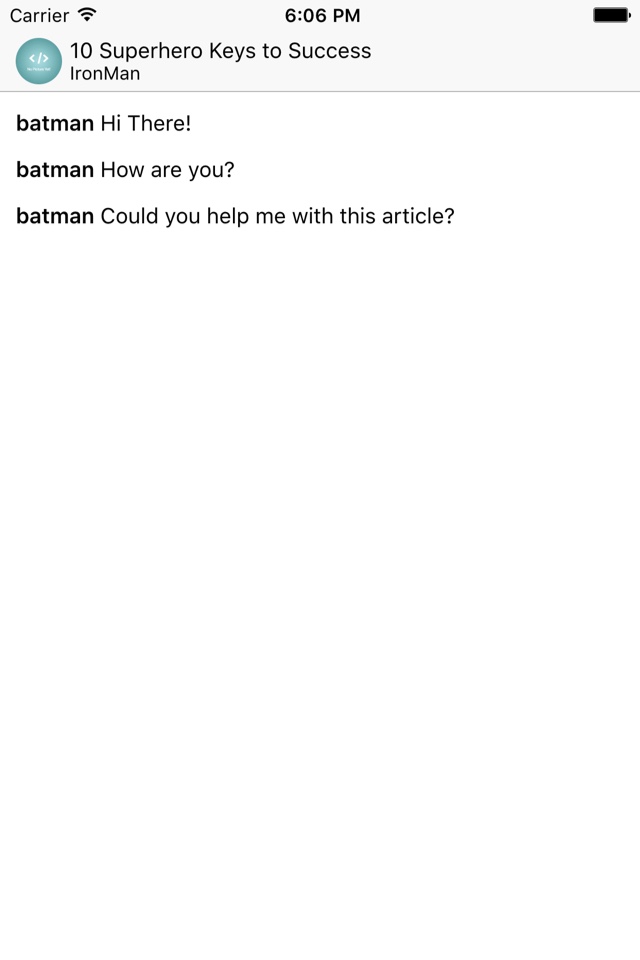 Carrier 6:06 PM
</>
10 Superhero Keys to Success
IronMan
batman Hi There!
batman How are you?
batman Could you help me with this article?